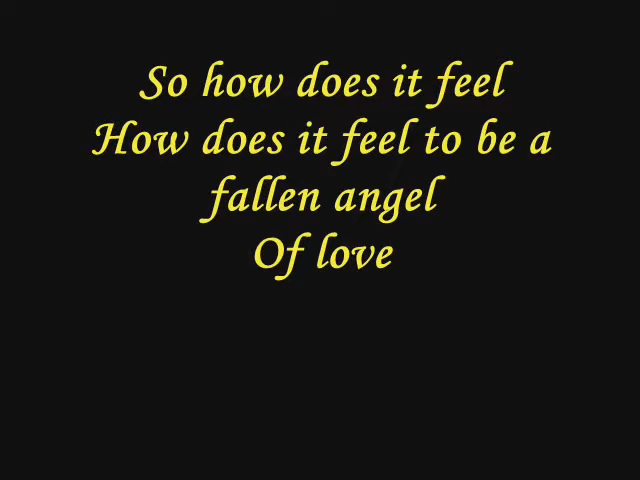 So how does it feel
How does it feel to be a
fallen angel
Of love